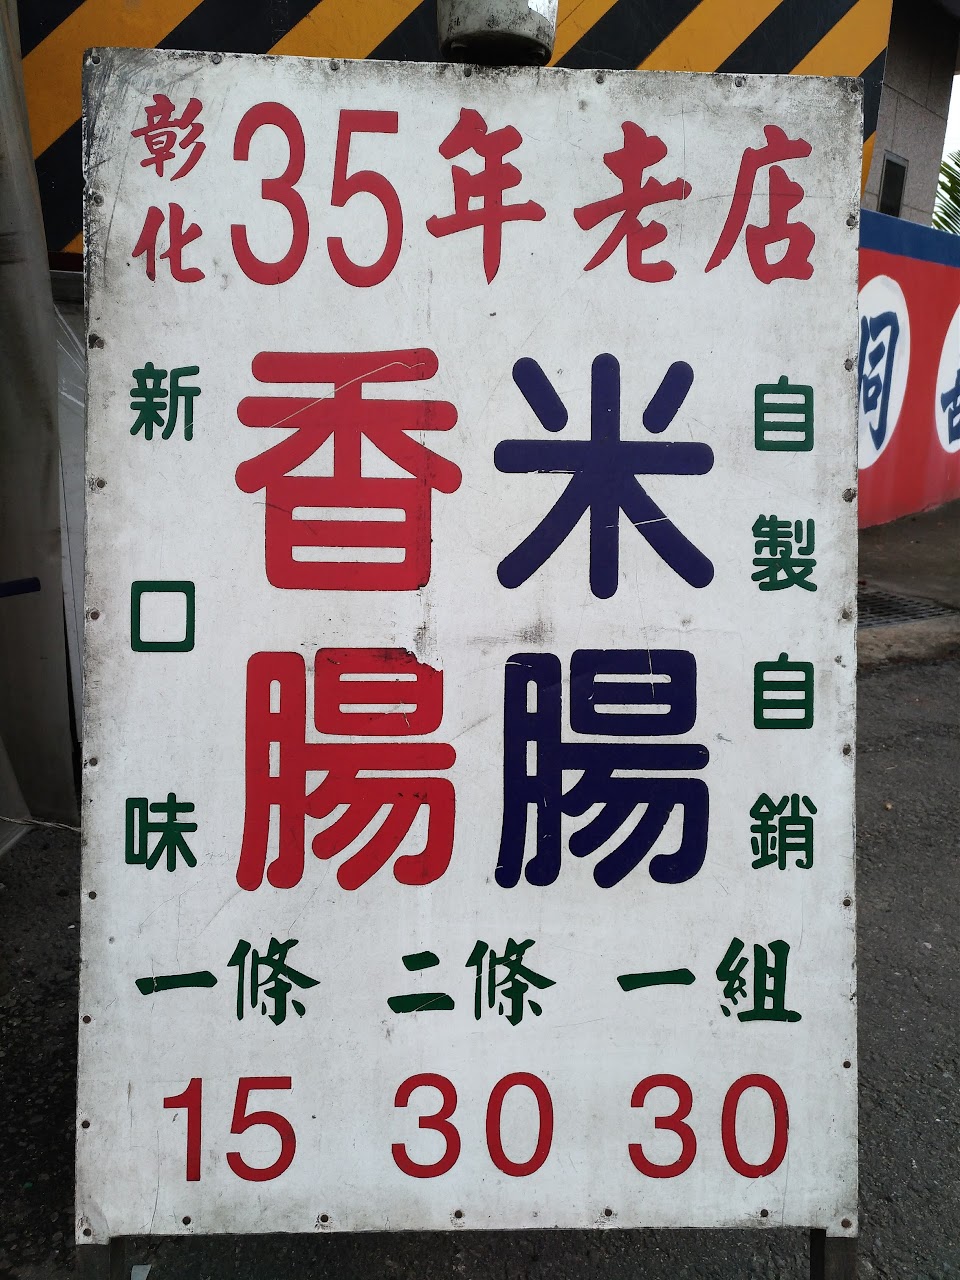 彰化35年老店
自製自銷
米腸
香腸
新口味
一條 二條 一組
15 30 30